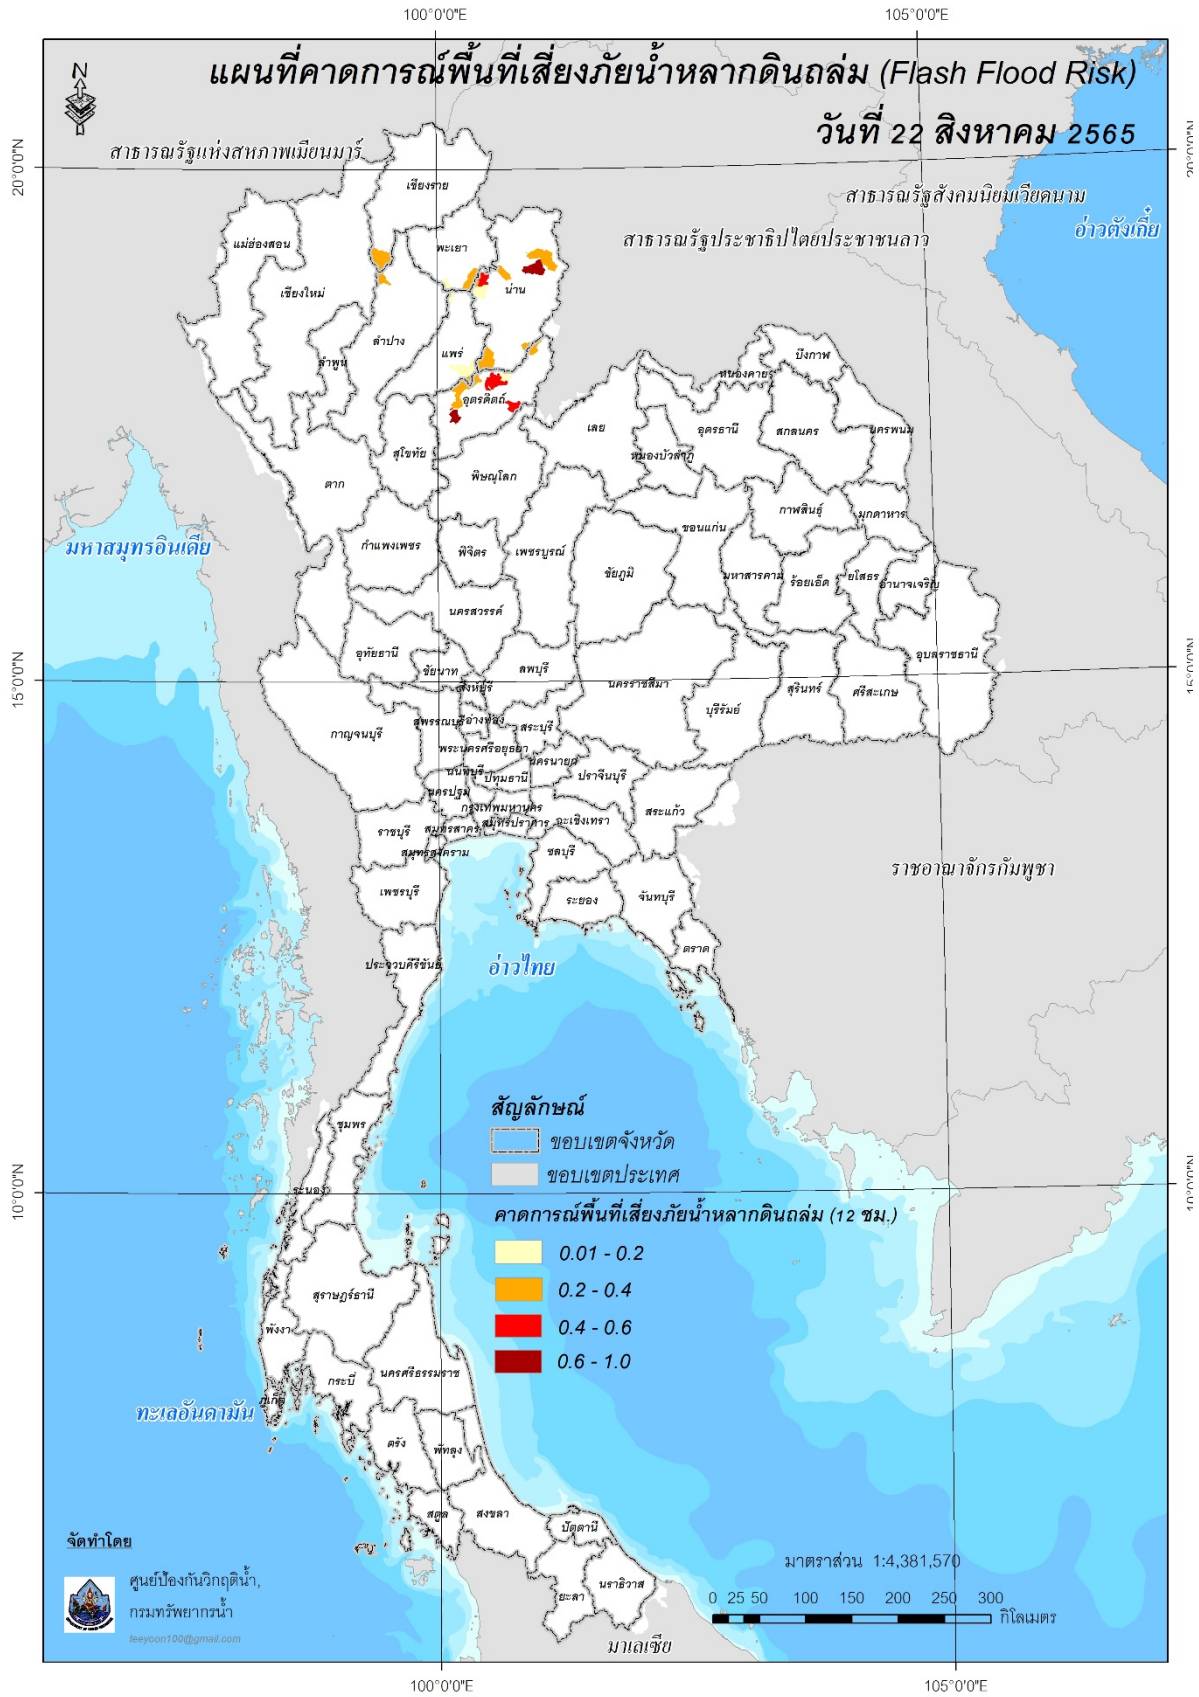 100°0'0"E 105°0'0"E
แผนที่คาดการณ์พื้นที่เสี่ยงภัยน้ำหลากดินถล่ม (Flash Flood Risk)
วันที่ 22 สิงหาคม 2565
N
20°0'0"N 20°0'0"N
สาธารณรัฐแห่งสหภาพเมียนมาร์
เชียงราย
สาธารณรัฐสังคมนิยมเวียดนาม
อ่าวตังเกี๋ย
สาธารณรัฐประชาธิปไตยประชาชนลาว
แม่ฮ่องสอน
พะเยา
เชียงใหม่
น่าน
ลำปาง
แพร่
ลำพูน
บึงกาฬ
หนองคาย
อุตรดิตถ์
เลย
อุดรธานี
สกลนคร
นครพนม
สุโขทัย
หนองบัวลำภู
พิษณุโลก
ตาก
กาฬสินธุ์
มุกดาหาร
ขอนแก่น
มหาสมุทรอินเดีย
กำแพงเพชร
พิจิตร
เพชรบูรณ์
ชัยภูมิ
มหาสารคาม
ร้อยเอ็ด
ยโสธร
อำนาจเจริญ
นครสวรรค์
อุทัยธานี
ชัยนาท
ลพบุรี
อุบลราชธานี
15°0'0"N 15°0'0"N
สิงห์บุรี
นครราชสีมา
สุรินทร์
ศรีสะเกษ
บุรีรัมย์
กาญจนบุรี
สุพรรณบุรี
อ่างทอง
สระบุรี
พระนครศรีอยุธยา
นครนายก
นนทบุรี
ปทุมธานี
ปราจีนบุรี
นครปฐม
กรุงเทพมหานคร
สระแก้ว
ราชบุรี
สมุทรสาคร
สมุทรปราการ
ฉะเชิงเทรา
สมุทรสงคราม
ชลบุรี
ราชอาณาจักรกัมพูชา
เพชรบุรี
ระยอง
จันทบุรี
ตราด
ประจวบคีรีขันธ์
อ่าวไทย
สัญลักษณ์
ขอบเขตจังหวัด
ขอบเขตประเทศ
ชุมพร
ระนอง
10°0'0"N 10°0'0"N
คาดการณ์พื้นที่เสี่ยงภัยน้ำหลากดินถล่ม (12 ชม.)
0.01 - 0.2
0.2 - 0.4
0.4 - 0.6
0.6 - 1.0
สุราษฎร์ธานี
พังงา
กระบี่
นครศรีธรรมราช
ภูเก็ต
ทะเลอันดามัน
ตรัง
พัทลุง
สตูล
สงขลา
ปัตตานี
ยะลา
นราธิวาส
มาเลเซีย
จัดทำโดย
ศูนย์ป้องกันวิกฤติน้ำ,
กรมทรัพยากรน้ำ
teeyoon100@gmail.com
มาตราส่วน 1:4,381,570
0 25 50 100 150 200 250 300
กิโลเมตร
100°0'0"E 105°0'0"E